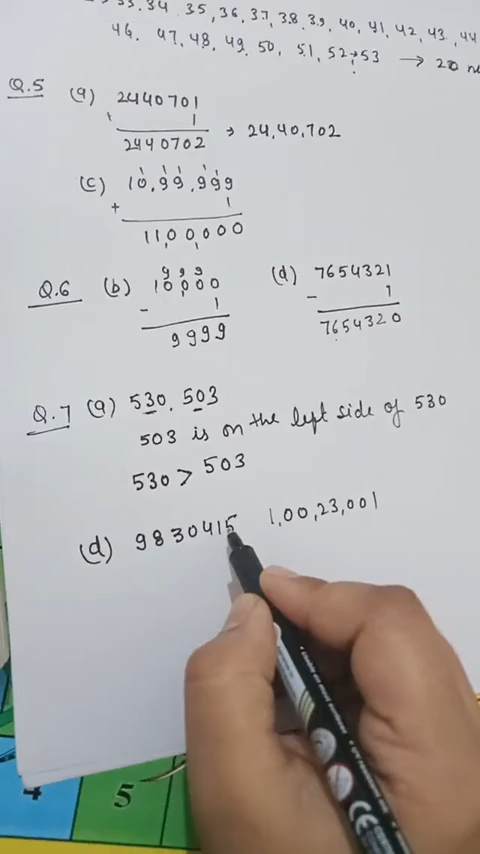 33, 34 35, 36, 37, 38, 39, 40, 41, 42, 43, 44
46, 47, 48, 49, 50, 51, 52, 53 → 20
Q.5 (a) 2440701
+ 1
2440702 → 24,40,702
(c) 10,99,999
+ 1
11,00,000
Q.6 (b) 10000 (d) 7654321
- 1 - 1
9999 7654320
Q.7 (a) 530, 503
503 is on the left side of 530
530 > 503
(d) 9830415 1,00,23,001
4 5
CE